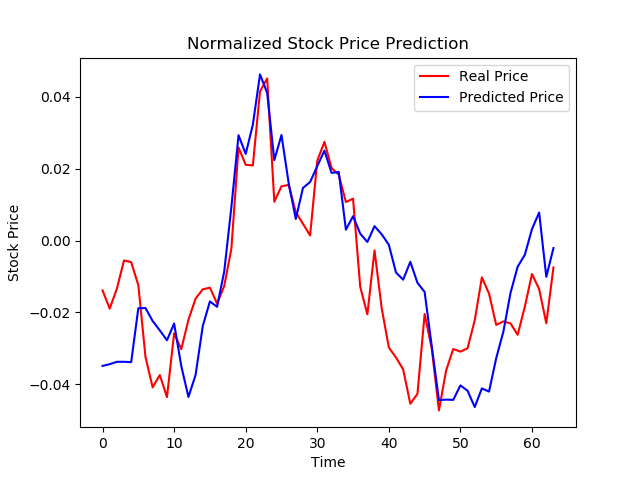 Normalized Stock Price Prediction
Real Price
Predicted Price
0.04
0.02
0.00
−0.02
−0.04
Stock Price
0 10 20 30 40 50 60
Time